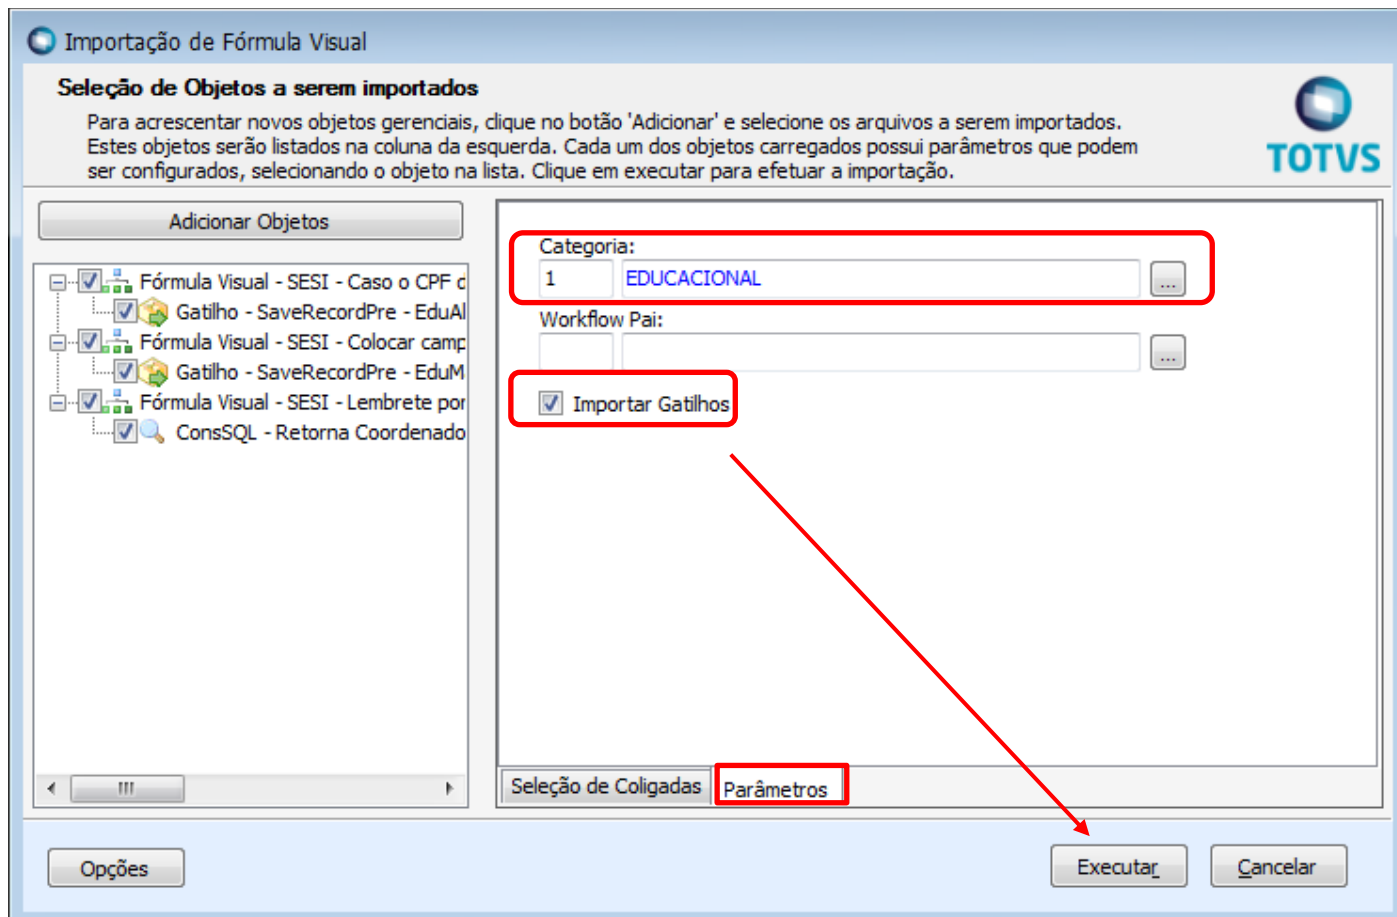 Importação de Fórmula Visual
Seleção de Objetos a serem importados
Para acrescentar novos objetos gerenciais, clique no botão 'Adicionar' e selecione os arquivos a serem importados.
Estes objetos serão listados na coluna da esquerda. Cada um dos objetos carregados possui parâmetros que podem
ser configurados, selecionando o objeto na lista. Clique em executar para efetuar a importação.
TOTVS
Adicionar Objetos
Fórmula Visual - SESI - Caso o CPF d
Gatilho - SaveRecordPre - EduAl
Fórmula Visual - SESI - Colocar camp
Gatilho - SaveRecordPre - EduM
Fórmula Visual - SESI - Lembrete por
ConsSQL - Retorna Coordenado
Categoria:
1 EDUCACIONAL ...
Workflow Pai:
...
Importar Gatilhos
Seleção de Coligadas Parâmetros
Opções Executar Cancelar